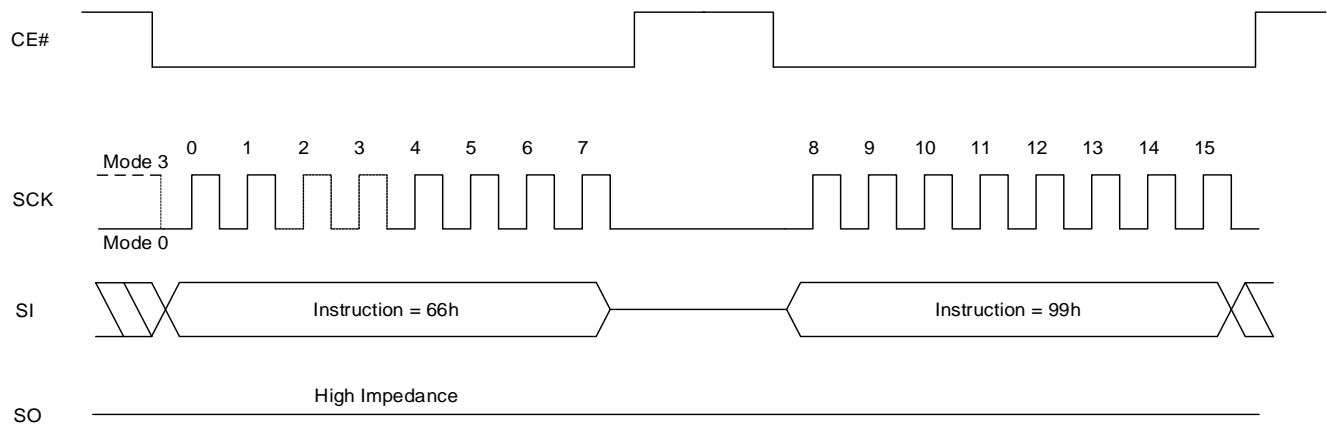 CE#
0 1 2 3 4 5 6 7 8 9 10 11 12 13 14 15
Mode 3
SCK
Mode 0
SI
Instruction = 66h
Instruction = 99h
High Impedance
SO